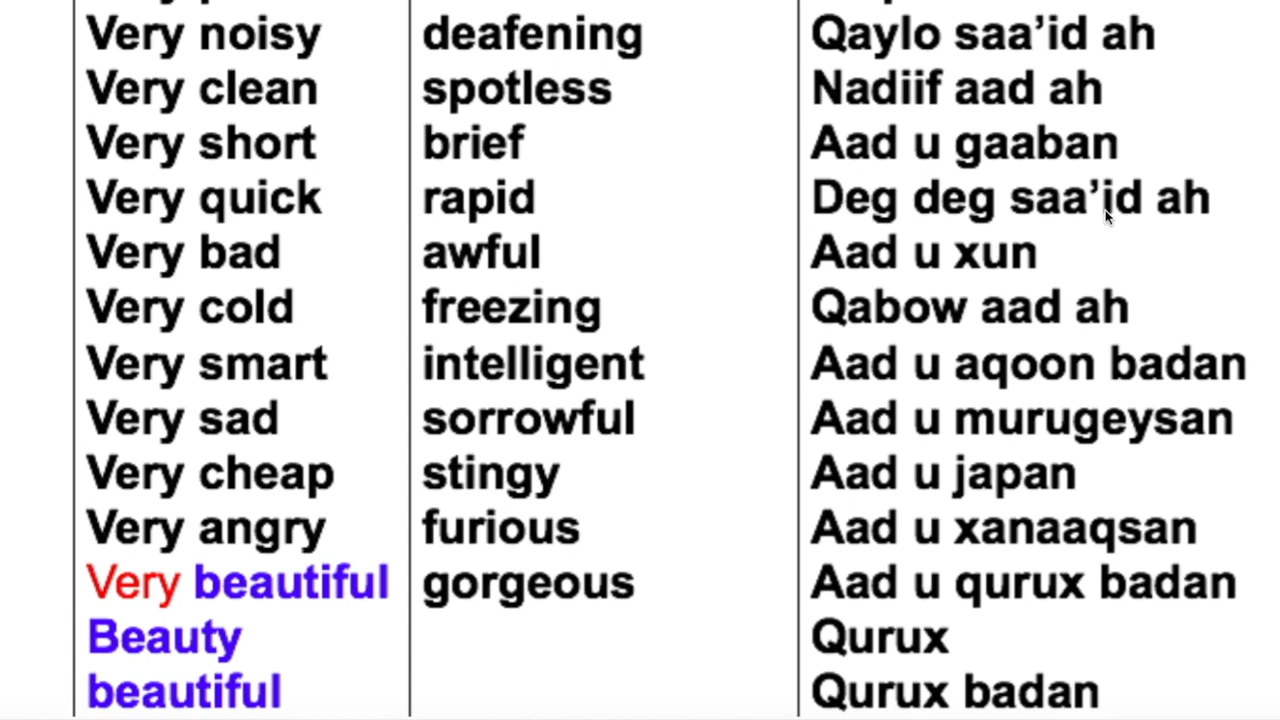 Very noisy deafening Qaylo saa’id ah
Very clean spotless Nadiif aad ah
Very short brief Aad u gaaban
Very quick rapid Deg deg saa’id ah
Very bad awful Aad u xun
Very cold freezing Qabow aad ah
Very smart intelligent Aad u aqoon badan
Very sad sorrowful Aad u murugeysan
Very cheap stingy Aad u japan
Very angry furious Aad u xanaaqsan
Very beautiful gorgeous Aad u qurux badan
Beauty Qurux
beautiful Qurux badan